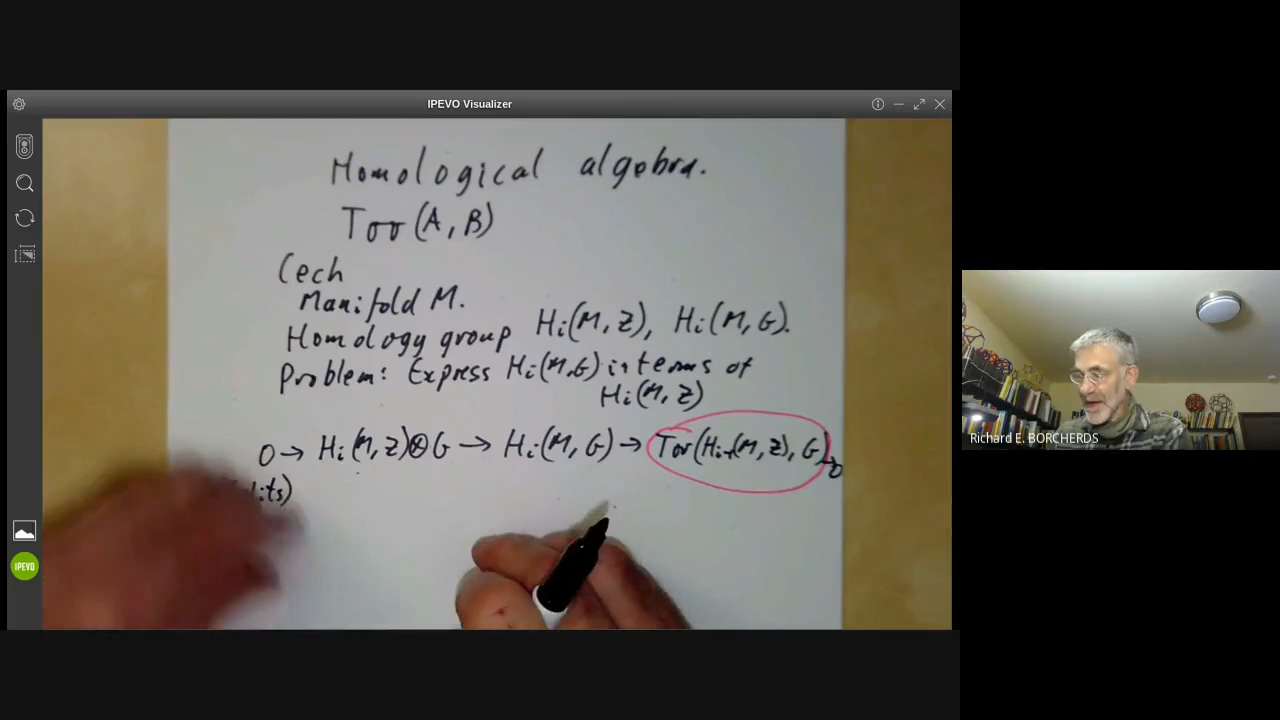 IPEVO Visualizer
Homological algebra.
Tor(A, B)
Cech
Manifold M.
Homology group Hi(M, Z), Hi(M, G).
Problem: Express Hi(M,G) in terms of
Hi(M, Z)
0 → Hi(M, Z)⊗G → Hi(M, G) → Tor(Hi-1(M, Z), G) → 0
its)
IPEVO
Richard E. BORCHERDS